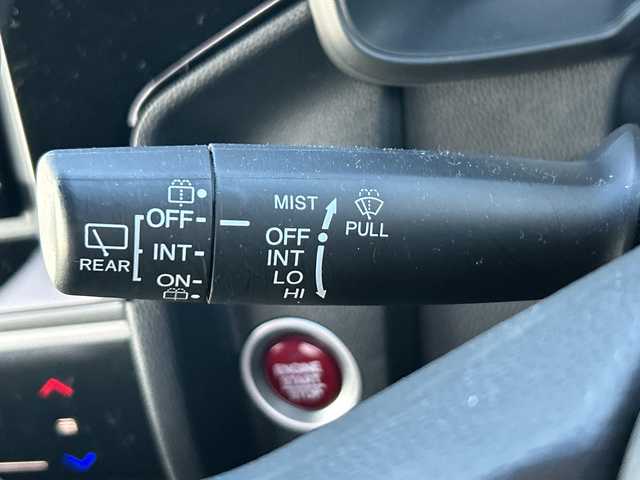 REAR
OFF
INT
ON
MIST
OFF
INT
LO
HI
PULL
ENGINE
START
STOP